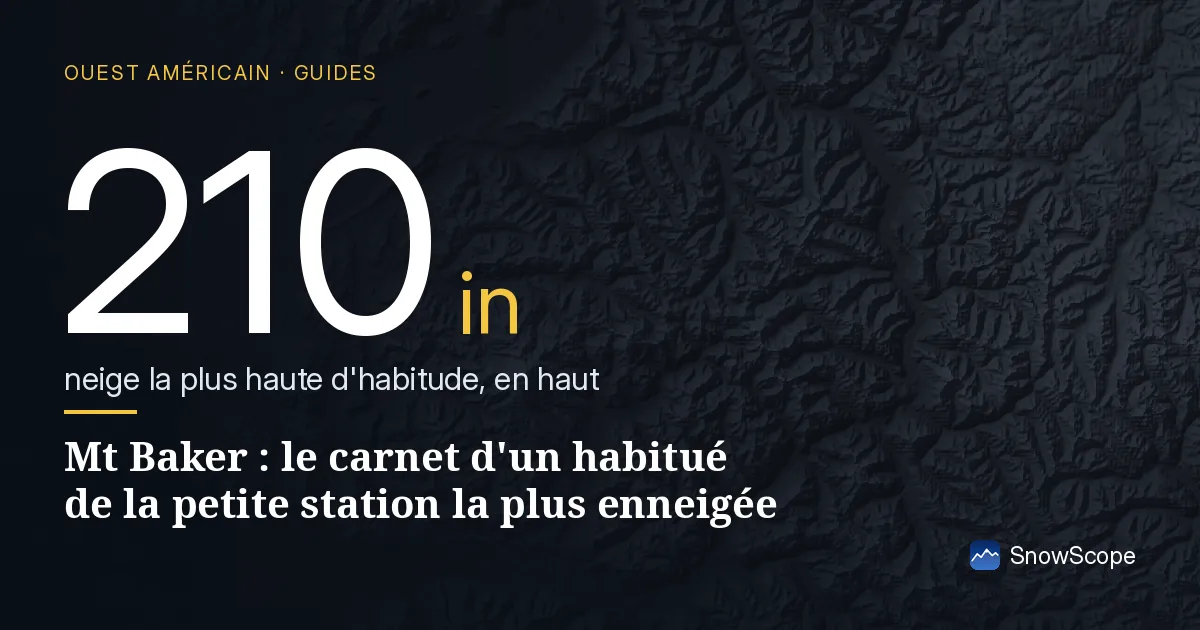 OUEST AMÉRICAIN · GUIDES
210 in
neige la plus haute d'habitude, en haut
Mt Baker : le carnet d'un habitué
de la petite station la plus enneigée
SnowScope